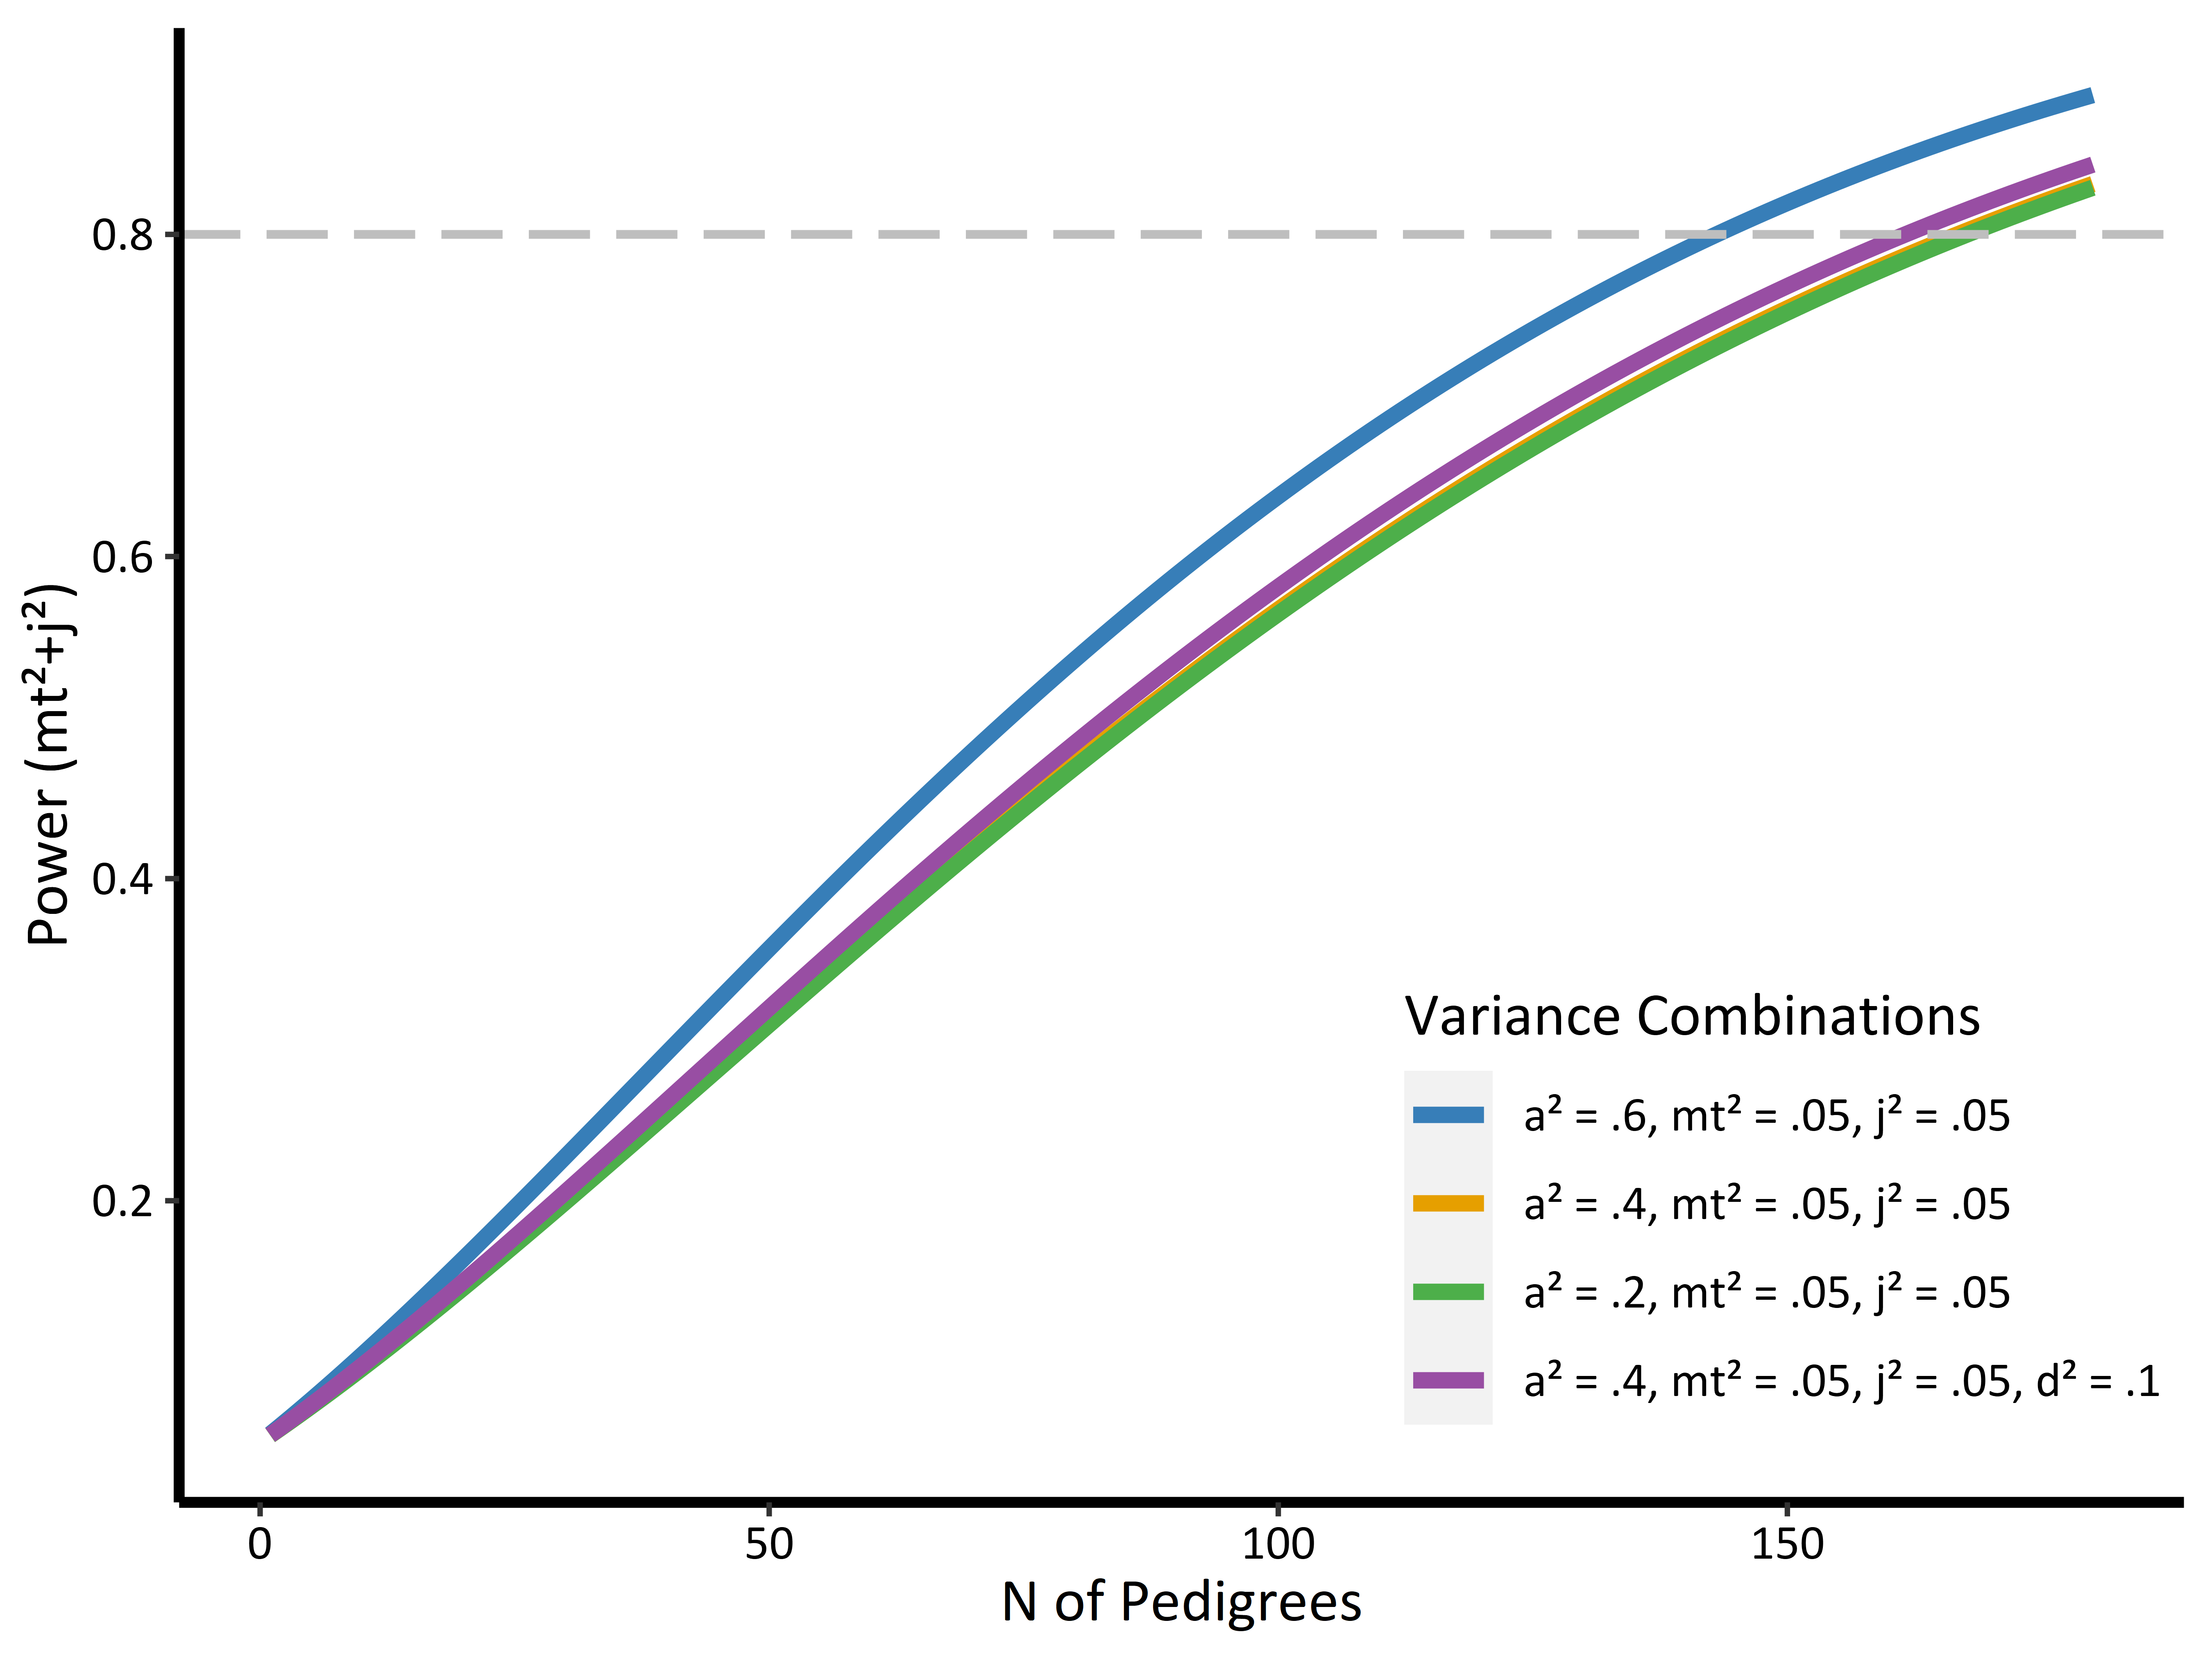 Power (mt²+j²)
0.8
0.6
0.4
0.2
0
50
100
150
N of Pedigrees
Variance Combinations
a² = .6, mt² = .05, j² = .05
a² = .4, mt² = .05, j² = .05
a² = .2, mt² = .05, j² = .05
a² = .4, mt² = .05, j² = .05, d² = .1